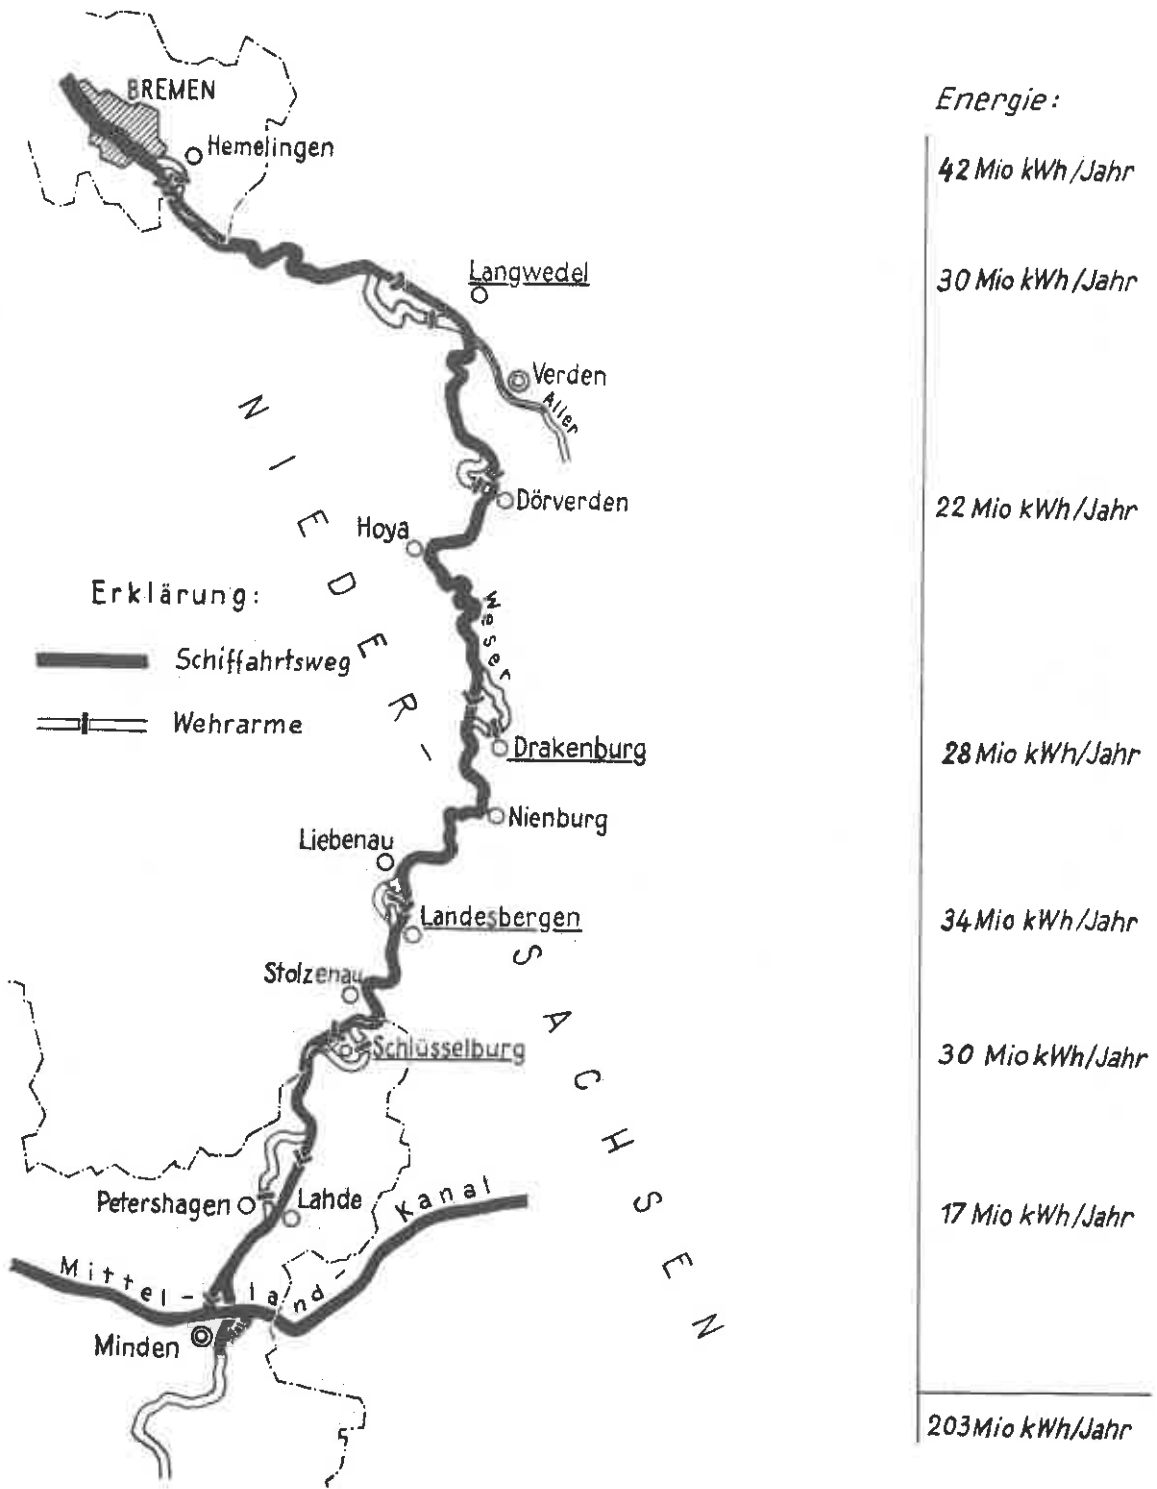 BREMEN
Energie:
Hemelingen
42 Mio kWh/Jahr
Langwedel
30 Mio kWh/Jahr
Verden
Aller
NIEDER-
Dörverden
22 Mio kWh/Jahr
Hoya
Erklärung:
Weser
Schiffahrtsweg
Wehrarme
Drakenburg
28 Mio kWh/Jahr
Nienburg
Liebenau
Landesbergen
34 Mio kWh/Jahr
SACHSEN
Stolzenau
Schlüsselburg
30 Mio kWh/Jahr
Petershagen
Lahde
17 Mio kWh/Jahr
Mittel-land-Kanal
Minden
203 Mio kWh/Jahr